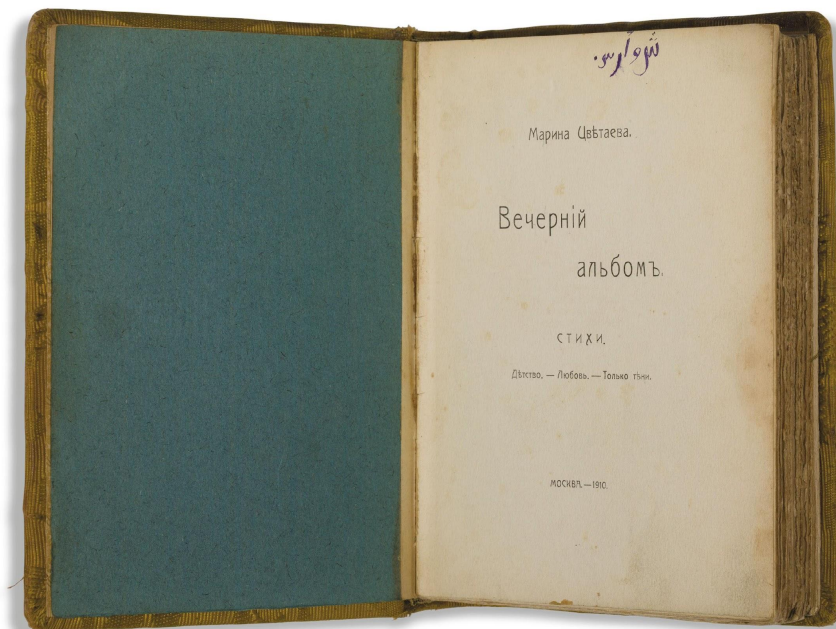 Марина Цвѣтаева.
Вечерній
альбомъ.
СТИХИ.
Дѣтство. — Любовь. — Только тѣни.
МОСКВА. — 1910.